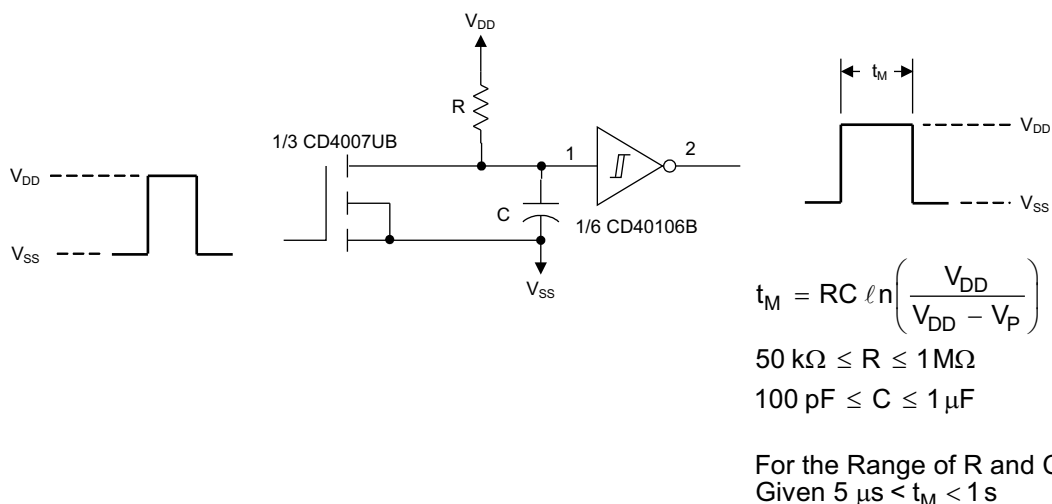 V_DD
R
1/3 CD4007UB
V_DD
V_SS
1
2
C
1/6 CD40106B
V_SS
t_M
V_DD
V_SS
t_M = RC ℓn(V_DD / (V_DD − V_P))
50 kΩ ≤ R ≤ 1MΩ
100 pF ≤ C ≤ 1 μF
For the Range of R and C
Given 5 μs < t_M < 1 s